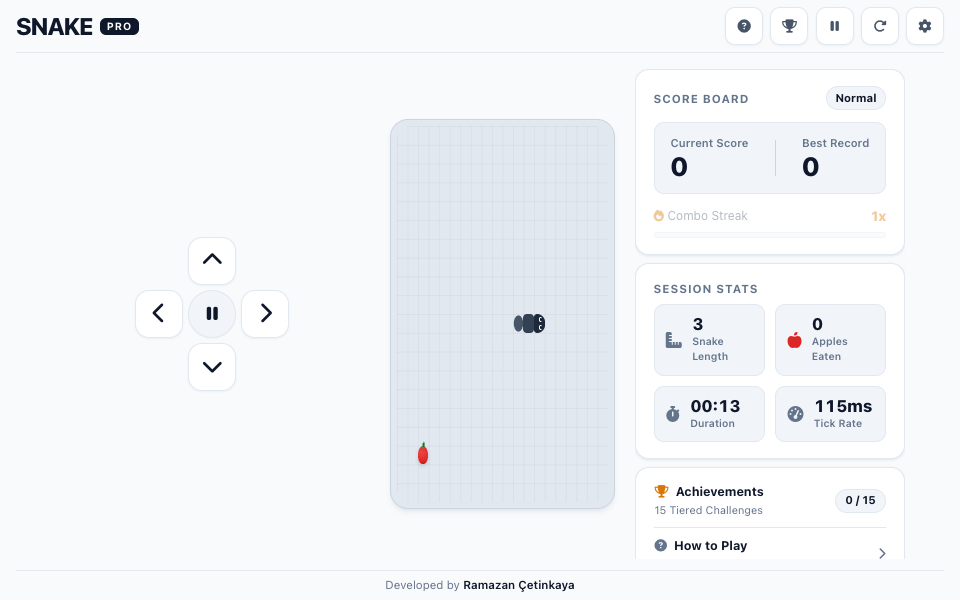 SNAKE PRO
SCORE BOARD
Normal
Current Score
0
Best Record
0
Combo Streak
1x
SESSION STATS
3
Snake
Length
0
Apples
Eaten
00:13
Duration
115ms
Tick Rate
Achievements
15 Tiered Challenges
0 / 15
How to Play
Developed by Ramazan Çetinkaya